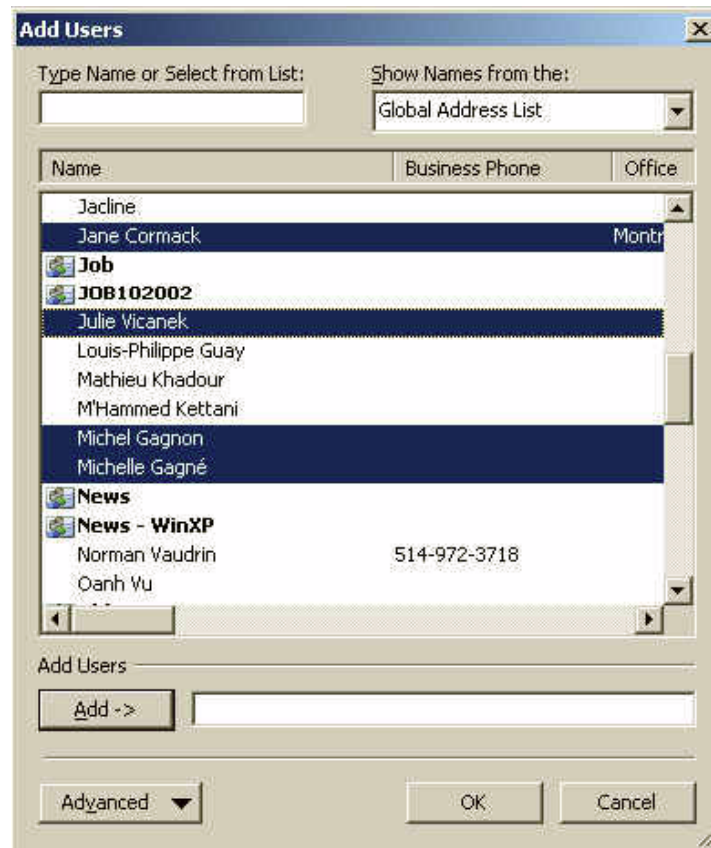 Add Users
Type Name or Select from List:
Show Names from the:
Global Address List
Name Business Phone Office
Jacline
Jane Cormack Montr
Job
JOB102002
Julie Vicanek
Louis-Philippe Guay
Mathieu Khadour
M'Hammed Kettani
Michel Gagnon
Michelle Gagné
News
News - WinXP
Norman Vaudrin 514-972-3718
Oanh Vu
Add Users
Add ->
Advanced OK Cancel